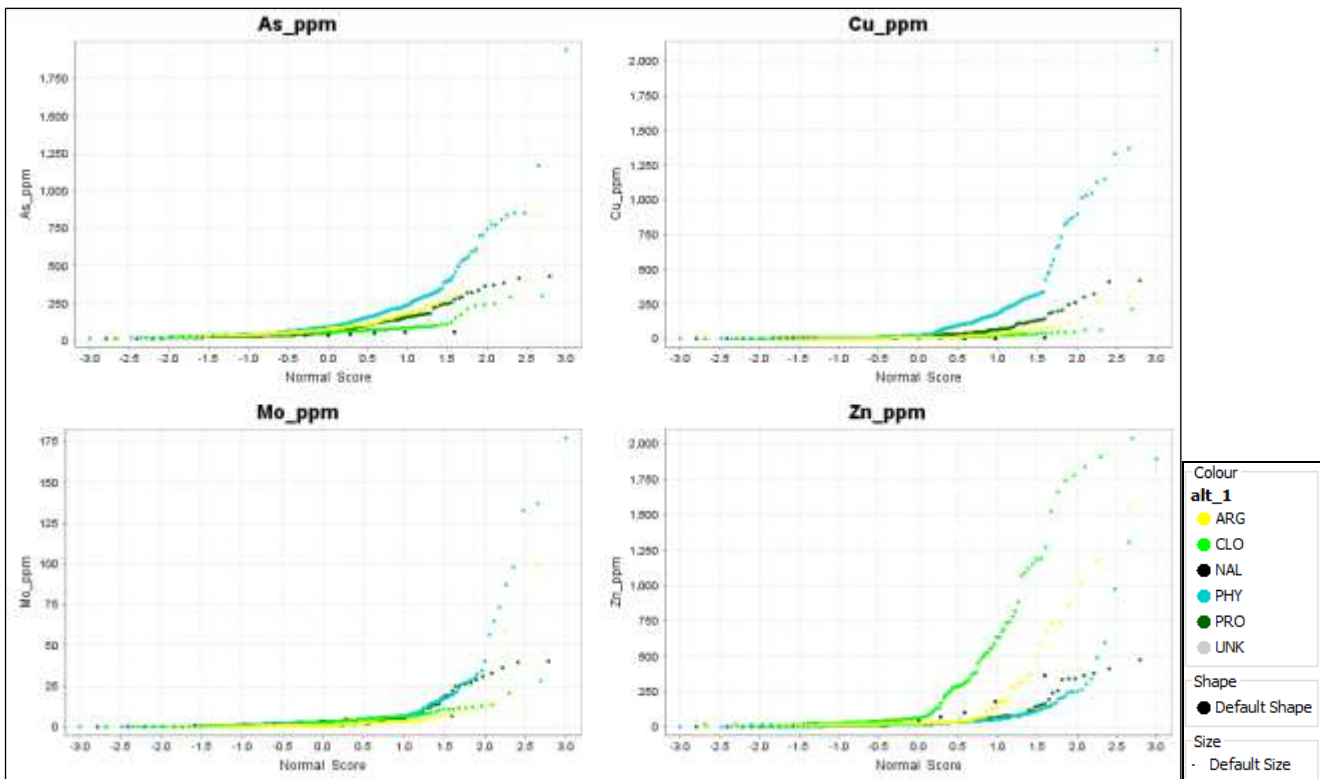 As_ppm
1,750
1,500
1,250
1,000
750
500
250
0
As_ppm
-3.0 -2.5 -2.0 -1.5 -1.0 -0.5 0.0 0.5 1.0 1.5 2.0 2.5 3.0
Normal Score
Cu_ppm
2,000
1,750
1,500
1,250
1,000
750
500
250
0
Cu_ppm
-3.0 -2.5 -2.0 -1.5 -1.0 -0.5 0.0 0.5 1.0 1.5 2.0 2.5 3.0
Normal Score
Mo_ppm
175
150
125
100
75
50
25
0
Mo_ppm
-3.0 -2.5 -2.0 -1.5 -1.0 -0.5 0.0 0.5 1.0 1.5 2.0 2.5 3.0
Normal Score
Zn_ppm
2,000
1,750
1,500
1,250
1,000
750
500
250
0
Zn_ppm
-3.0 -2.5 -2.0 -1.5 -1.0 -0.5 0.0 0.5 1.0 1.5 2.0 2.5 3.0
Normal Score
Colour
alt_1
ARG
CLO
NAL
PHY
PRO
UNK
Shape
Default Shape
Size
Default Size